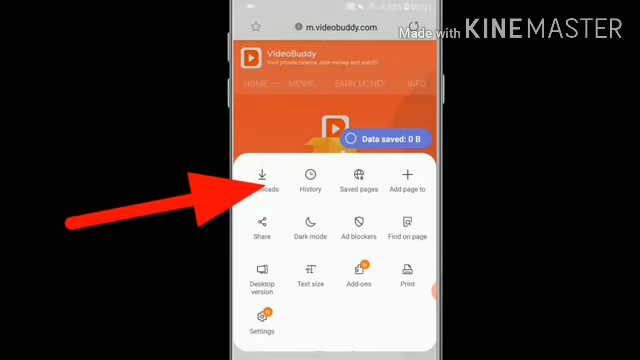 m.videobuddy.com
Made with KINEMASTER
VideoBuddy
Your private cinema, earn money and watch!
HOME MOVIE EARN MONEY INFO
Data saved: 0 B
History Saved pages Add page to
Share Dark mode Ad blockers Find on page
Desktop version Text size Add-ons Print
N
N
Settings